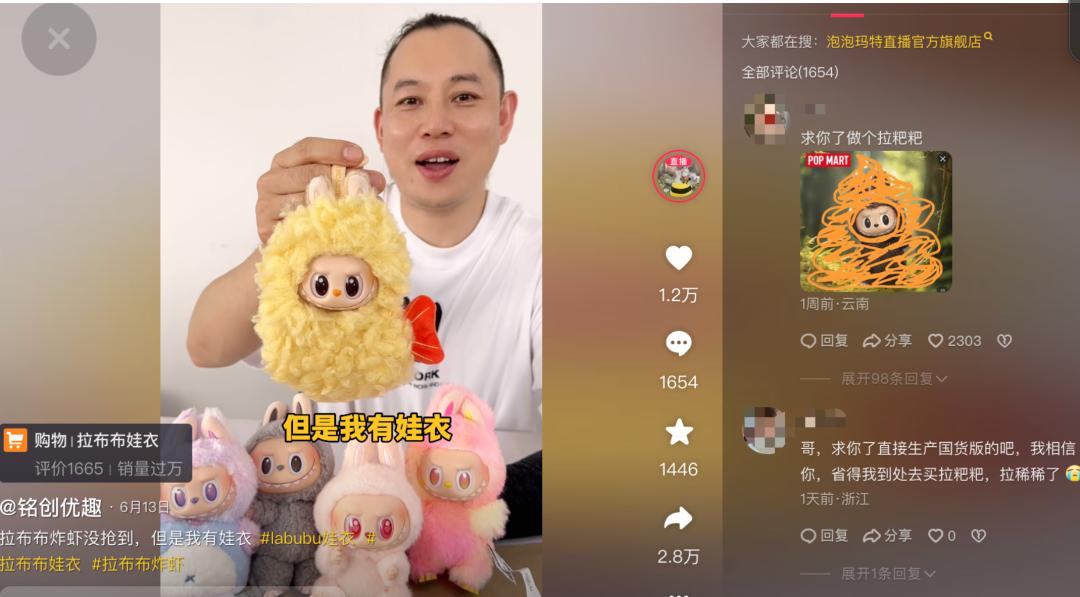 大家都在搜：泡泡玛特直播官方旗舰店
全部评论(1654)
求你了做个拉粑粑
POP MART
1周前·云南
回复 分享 2303
展开98条回复
哥，求你了直接生产国货版的吧，我相信
你，省得我到处去买拉粑粑，拉稀稀了
1天前·浙江
回复 分享 0
展开1条回复
直播
1.2万
1654
1446
2.8万
但是我有娃衣
购物 | 拉布布娃衣
评价1665 | 销量过万
@铭创优趣 · 6月13日
拉布布炸虾没抢到，但是我有娃衣 #labubu娃衣 #
拉布布娃衣 #拉布布炸虾